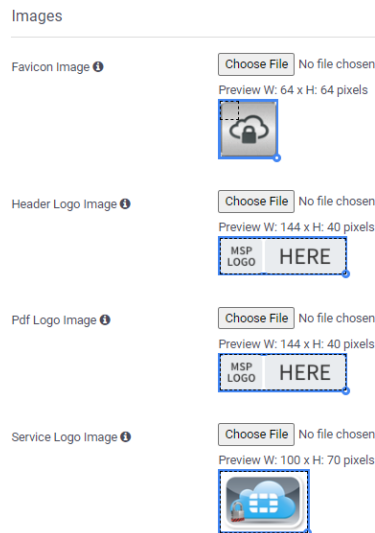 Images
Favicon Image
Choose File No file chosen
Preview W: 64 x H: 64 pixels
Header Logo Image
Choose File No file chosen
Preview W: 144 x H: 40 pixels
MSP
LOGO
HERE
Pdf Logo Image
Choose File No file chosen
Preview W: 144 x H: 40 pixels
MSP
LOGO
HERE
Service Logo Image
Choose File No file chosen
Preview W: 100 x H: 70 pixels